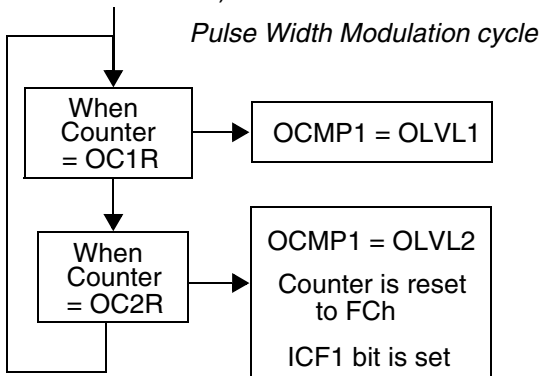 Pulse Width Modulation cycle
When
Counter
= OC1R
OCMP1 = OLVL1
When
Counter
= OC2R
OCMP1 = OLVL2
Counter is reset
to FCh
ICF1 bit is set